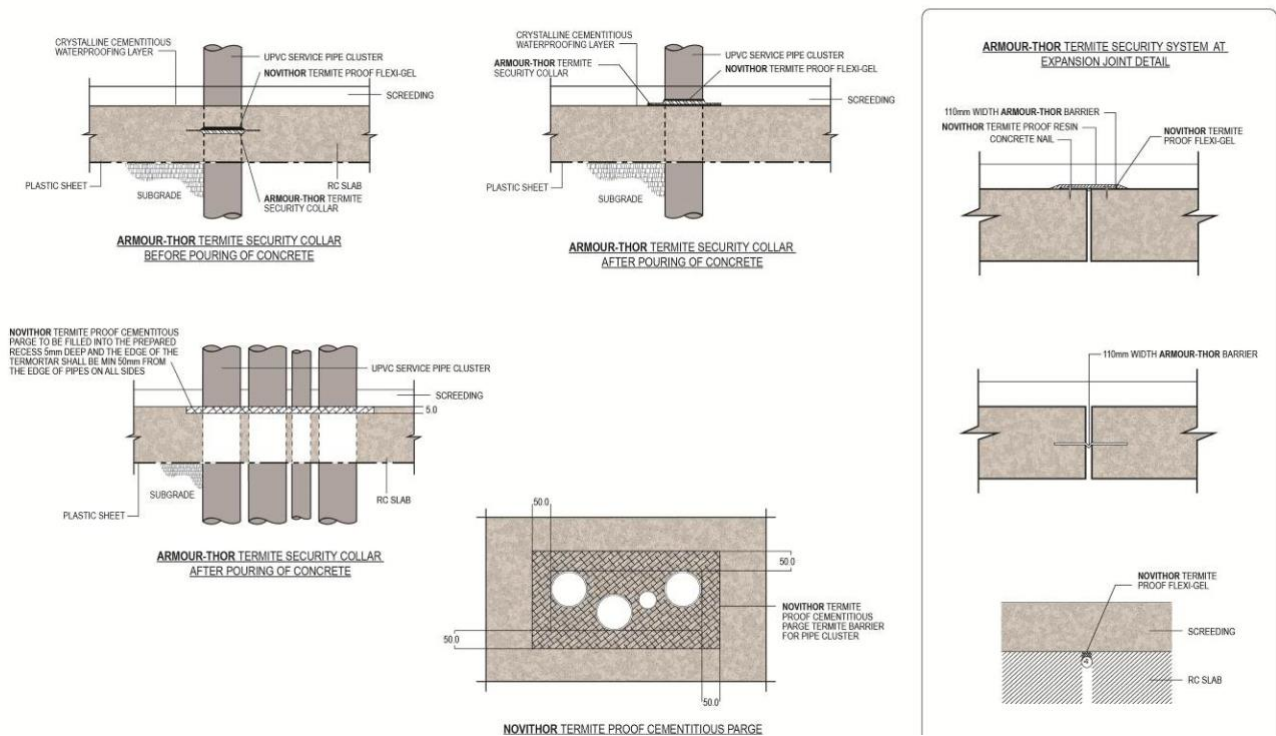 CRYSTALLINE CEMENTITIOUS
WATERPROOFING LAYER
UPVC SERVICE PIPE CLUSTER
NOVITHOR TERMITE PROOF FLEXI-GEL
SCREEDING
PLASTIC SHEET
SUBGRADE
RC SLAB
ARMOUR-THOR TERMITE
SECURITY COLLAR
ARMOUR-THOR TERMITE SECURITY COLLAR
BEFORE POURING OF CONCRETE
CRYSTALLINE CEMENTITIOUS
WATERPROOFING LAYER
ARMOUR-THOR TERMITE
SECURITY COLLAR
UPVC SERVICE PIPE CLUSTER
NOVITHOR TERMITE PROOF FLEXI-GEL
SCREEDING
PLASTIC SHEET
SUBGRADE
RC SLAB
ARMOUR-THOR TERMITE SECURITY COLLAR
AFTER POURING OF CONCRETE
NOVITHOR TERMITE PROOF CEMENTITOUS
PARGE TO BE FILLED INTO THE PREPARED
RECESS 5mm DEEP AND THE EDGE OF THE
TERMORTAR SHALL BE MIN 50mm FROM
THE EDGE OF PIPES ON ALL SIDES
UPVC SERVICE PIPE CLUSTER
SCREEDING
5.0
SUBGRADE
PLASTIC SHEET
RC SLAB
ARMOUR-THOR TERMITE SECURITY COLLAR
AFTER POURING OF CONCRETE
50.0
50.0
50.0
50.0
NOVITHOR TERMITE
PROOF CEMENTITIOUS
PARGE TERMITE BARRIER
FOR PIPE CLUSTER
NOVITHOR TERMITE PROOF CEMENTITIOUS PARGE
ARMOUR-THOR TERMITE SECURITY SYSTEM AT
EXPANSION JOINT DETAIL
110mm WIDTH ARMOUR-THOR BARRIER
NOVITHOR TERMITE PROOF RESIN
CONCRETE NAIL
NOVITHOR TERMITE
PROOF FLEXI-GEL
110mm WIDTH ARMOUR-THOR BARRIER
NOVITHOR TERMITE
PROOF FLEXI-GEL
SCREEDING
4
RC SLAB